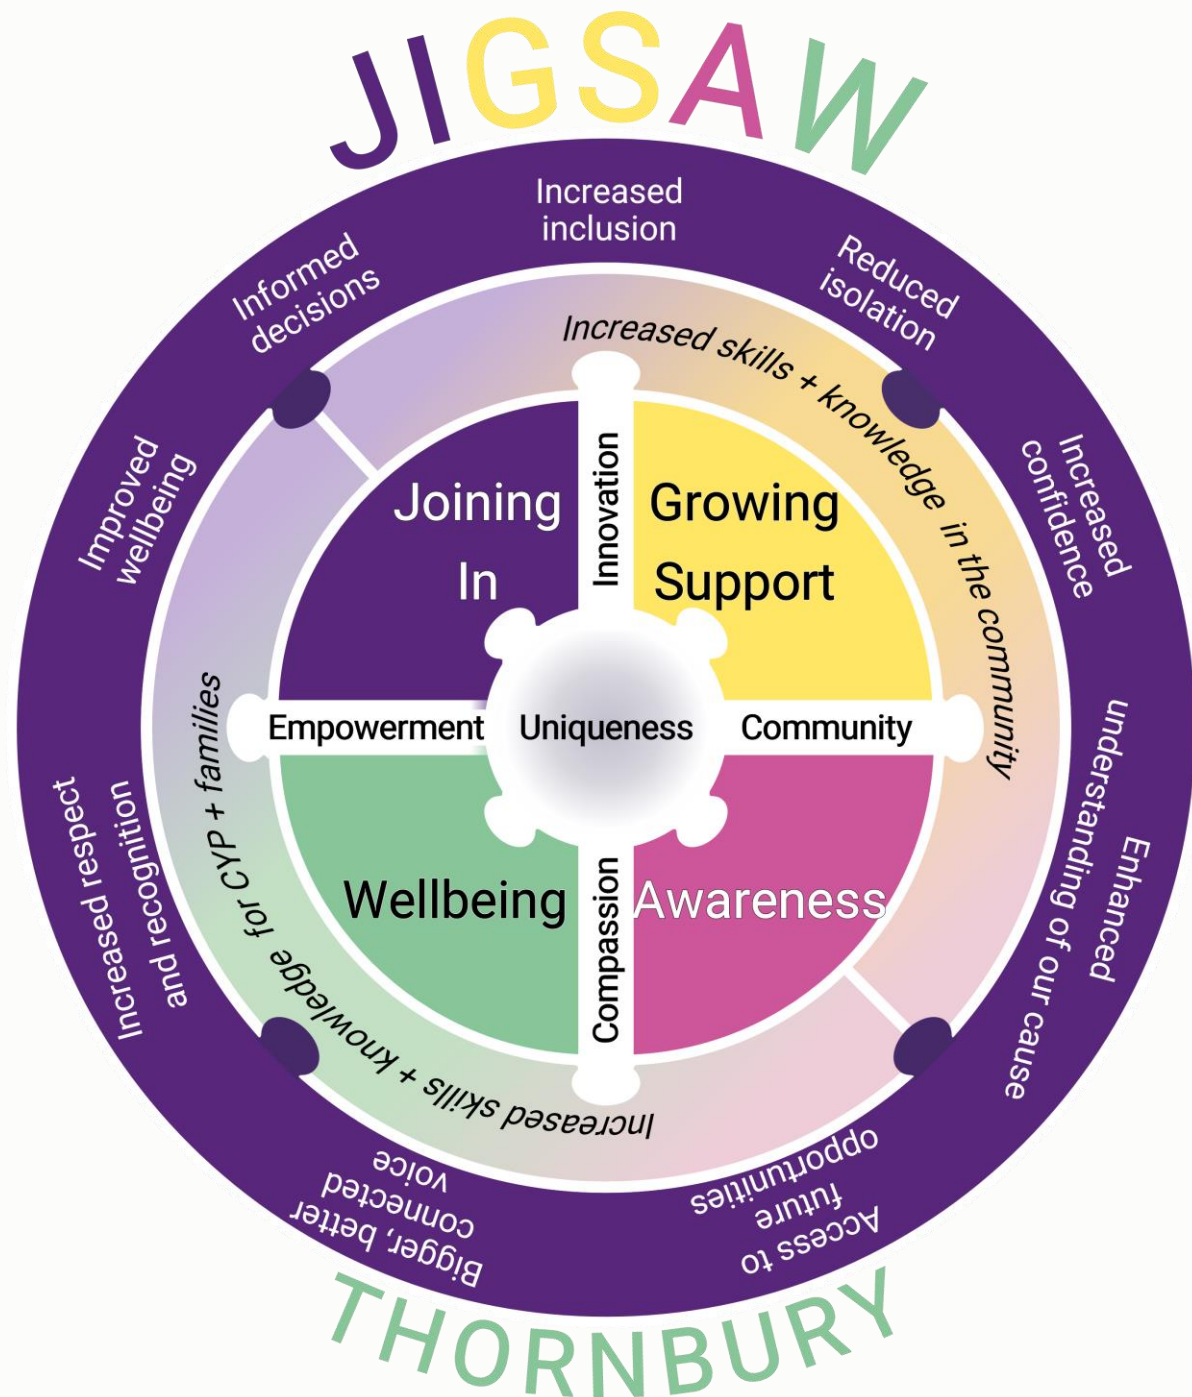 JIGSAW
Increased
inclusion
Reduced
isolation
Increased
confidence
Enhanced
understanding of our cause
Access to
future
opportunities
Bigger, better
connected
voice
Increased respect
and recognition
Improved
wellbeing
Informed
decisions
Increased skills + knowledge in the community
Increased skills + knowledge for CYP + families
Joining
In
Innovation
Growing
Support
Empowerment
Uniqueness
Community
Wellbeing
Compassion
Awareness
THORNBURY